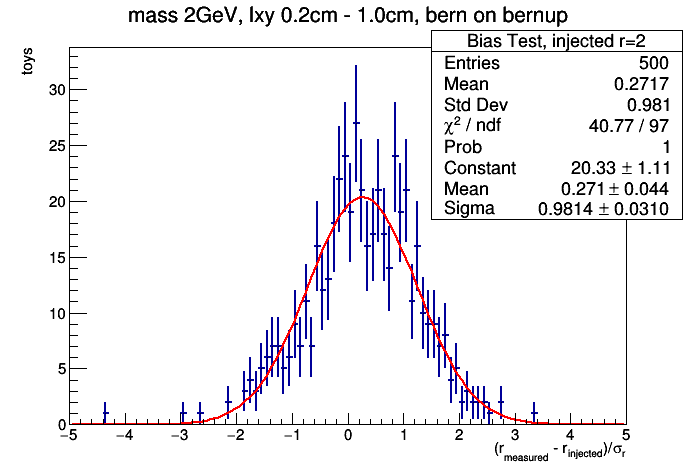 mass 2GeV, lxy 0.2cm - 1.0cm, bern on bernup
Bias Test, injected r=2
Entries 500
Mean 0.2717
Std Dev 0.981
χ² / ndf 40.77 / 97
Prob 1
Constant 20.33 ± 1.11
Mean 0.271 ± 0.044
Sigma 0.9814 ± 0.0310
toys
30
25
20
15
10
5
0
−5 −4 −3 −2 −1 0 1 2 3 4 5
(r_measured - r_injected)/σ_r